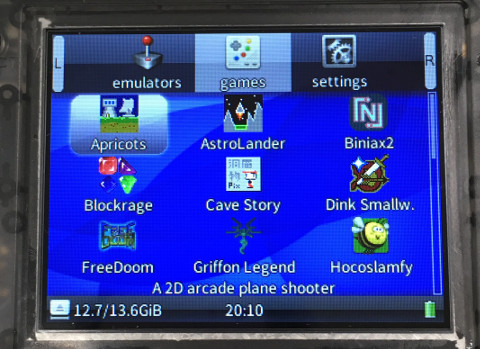 L
R
emulators games settings
Apricots AstroLander Biniax2
Blockrage Cave Story Dink Smallw.
FreeDoom Griffon Legend Hocoslamfy
A 2D arcade plane shooter
12.7/13.6GiB 20:10